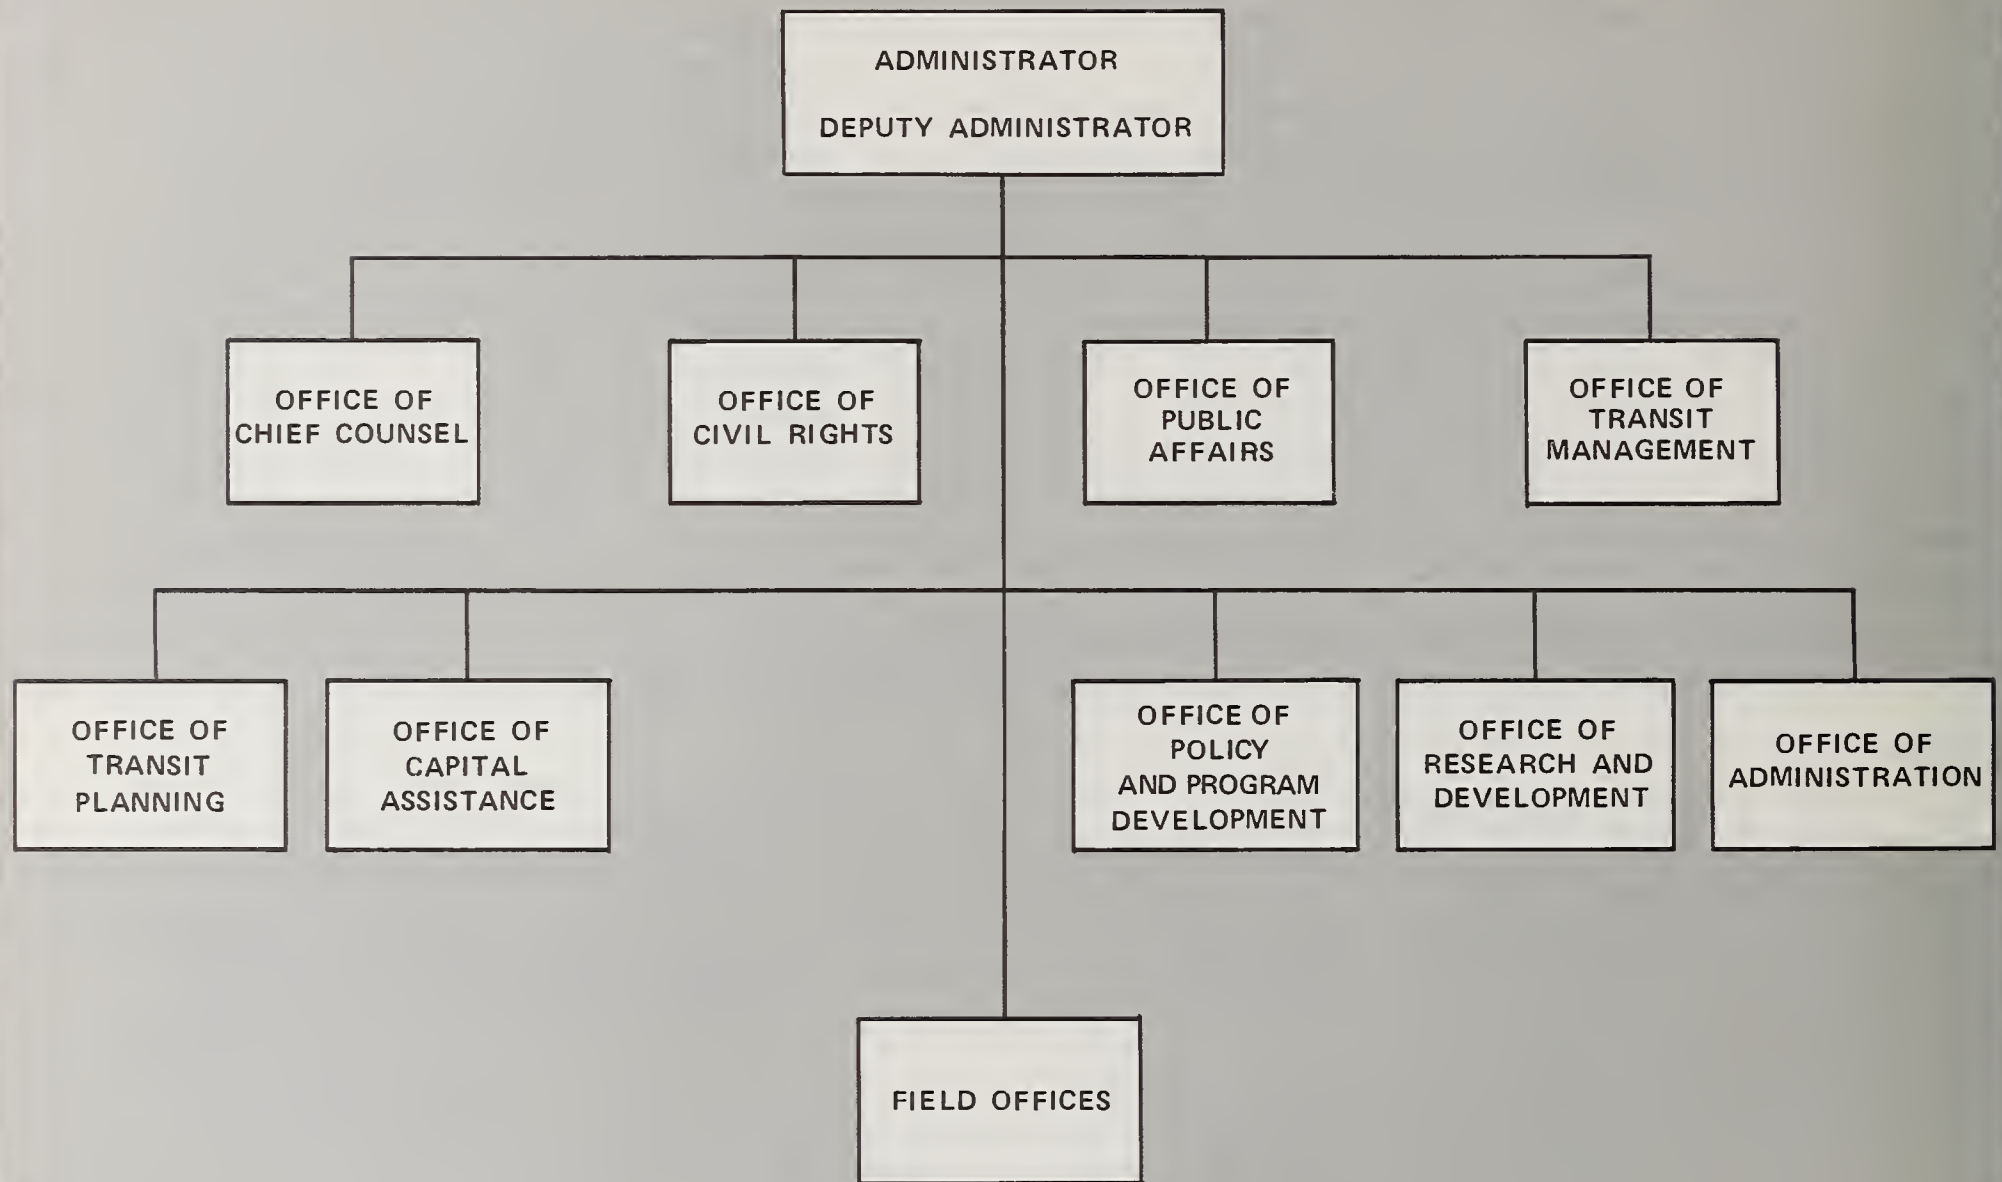 ADMINISTRATOR
DEPUTY ADMINISTRATOR
OFFICE OF
CHIEF COUNSEL
OFFICE OF
CIVIL RIGHTS
OFFICE OF
PUBLIC
AFFAIRS
OFFICE OF
TRANSIT
MANAGEMENT
OFFICE OF
TRANSIT
PLANNING
OFFICE OF
CAPITAL
ASSISTANCE
OFFICE OF
POLICY
AND PROGRAM
DEVELOPMENT
OFFICE OF
RESEARCH AND
DEVELOPMENT
OFFICE OF
ADMINISTRATION
FIELD OFFICES